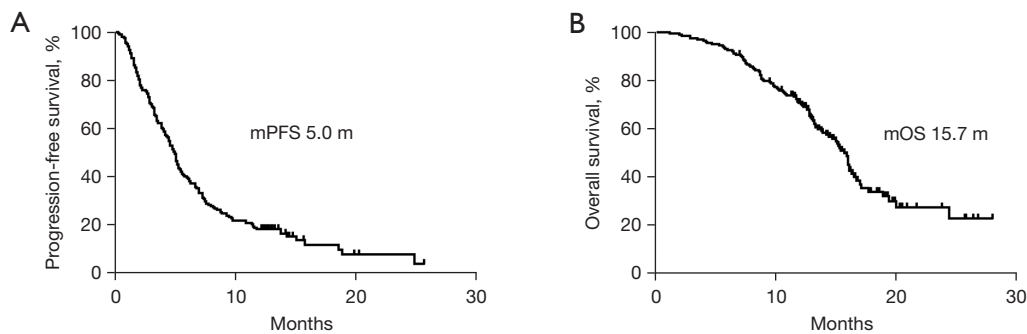 A
Progression-free survival, %
100
80
60
40
20
0
mPFS 5.0 m
0 10 20 30
Months
B
Overall survival, %
100
80
60
40
20
0
mOS 15.7 m
0 10 20 30
Months